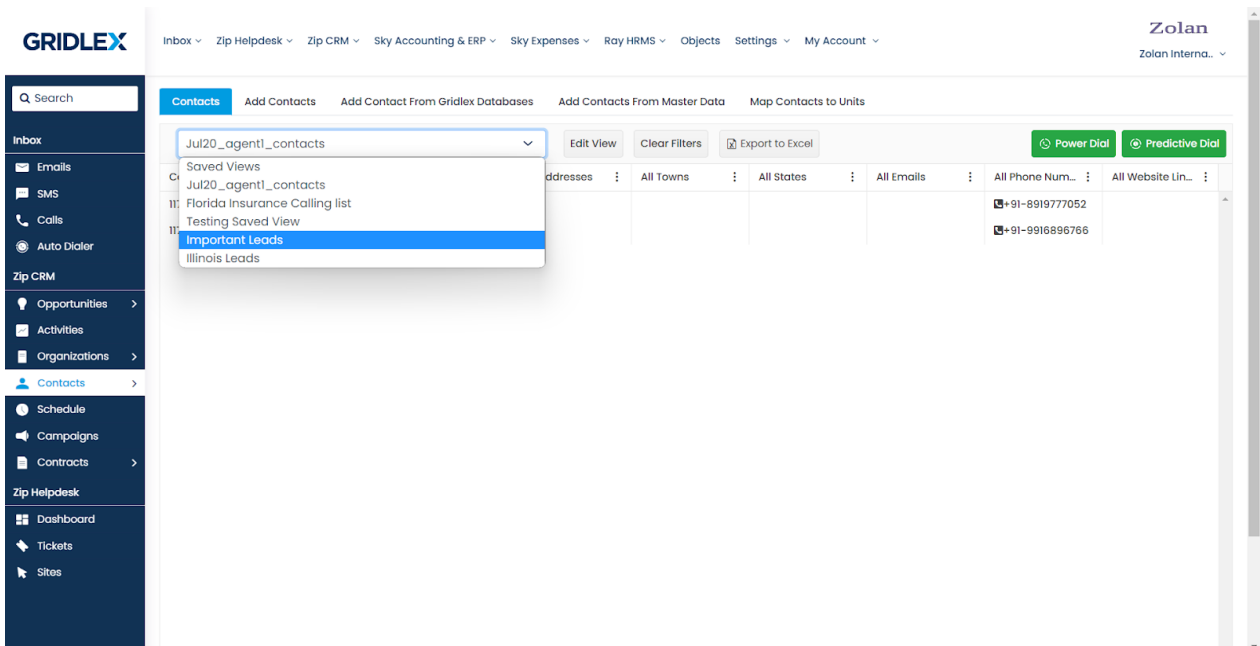 GRIDLEX
Inbox Zip Helpdesk Zip CRM Sky Accounting & ERP Sky Expenses Ray HRMS Objects Settings My Account
Zolan
Zolan Interna..
Search
Inbox
Emails
SMS
Calls
Auto Dialer
Zip CRM
Opportunities
Activities
Organizations
Contacts
Schedule
Campaigns
Contracts
Zip Helpdesk
Dashboard
Tickets
Sites
Contacts Add Contacts Add Contact From Gridlex Databases Add Contacts From Master Data Map Contacts to Units
Jul20_agent1_contacts Edit View Clear Filters Export to Excel Power Dial Predictive Dial
Saved Views
Jul20_agent1_contacts
Florida Insurance Calling list
Testing Saved View
Important Leads
Illinois Leads
ddresses All Towns All States All Emails All Phone Num... All Website Lin...
+91-8919777052
+91-9916896766